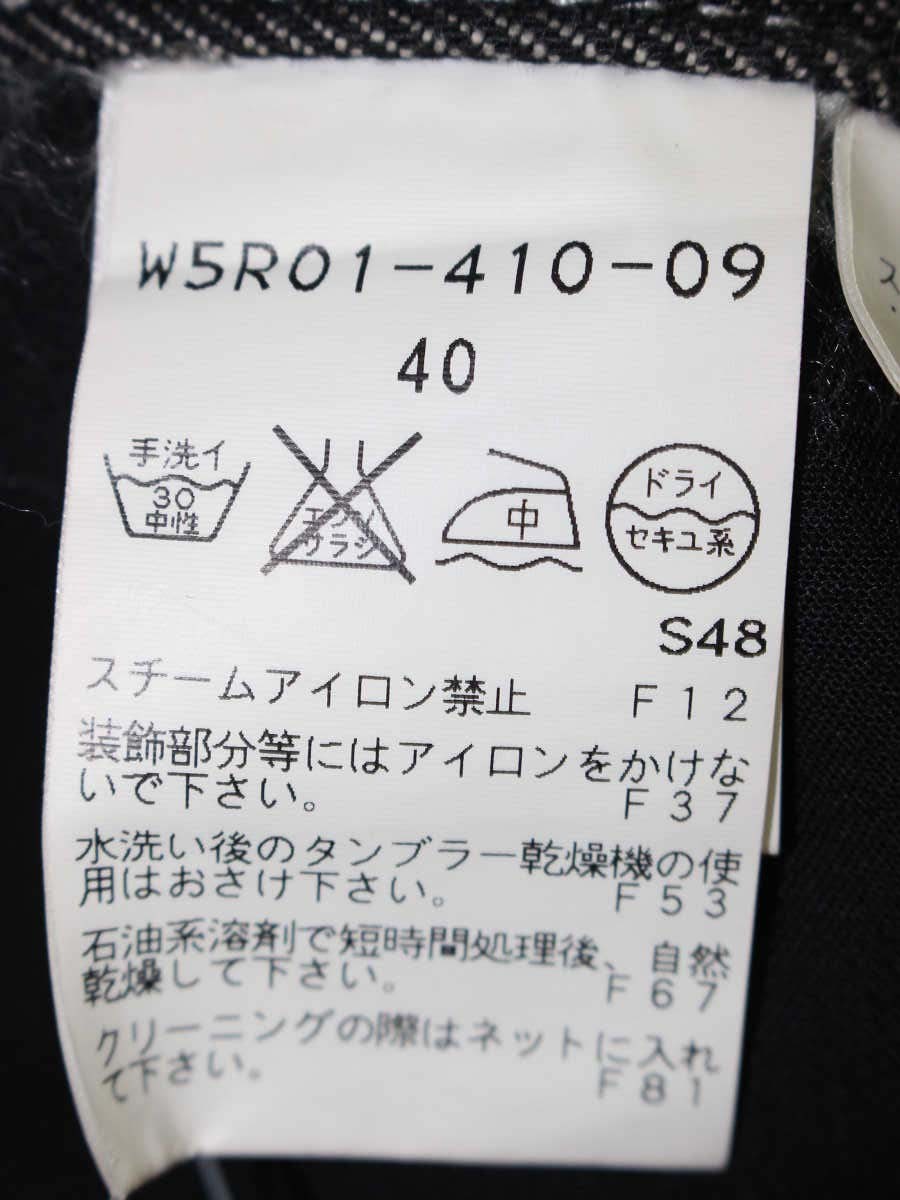 W5R01-410-09
40
手洗イ
30
中性
エンソ
サラシ
中
ドライ
セキユ系
S48
スチームアイロン禁止 F12
装飾部分等にはアイロンをかけな
いで下さい。 F37
水洗い後のタンブラー乾燥機の使
用はおさけ下さい。 F53
石油系溶剤で短時間処理後、自然
乾燥して下さい。 F67
クリーニングの際はネットに入れ
て下さい。 F81